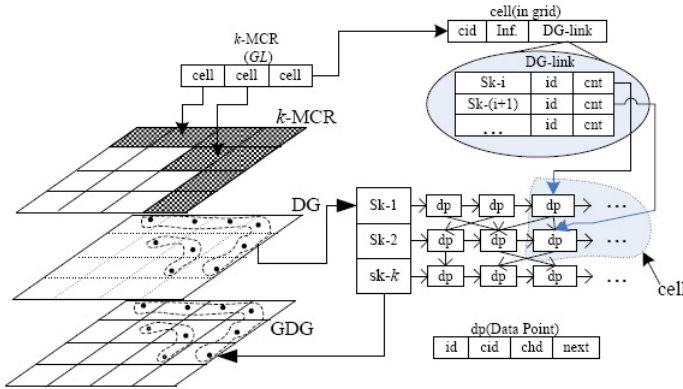 cell(in grid)
cid Inf. DG-link
k-MCR
(GL)
cell cell cell
DG-link
Sk-i id cnt
Sk-(i+1) id cnt
... id cnt
k-MCR
DG
Sk-1 dp dp dp ...
Sk-2 dp dp dp ...
sk-k dp dp dp ...
cell
GDG
dp(Data Point)
id cid chd next